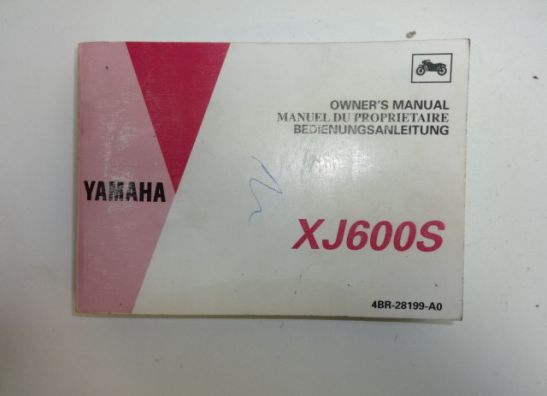 OWNER'S MANUAL
MANUEL DU PROPRIETAIRE
BEDIENUNGSANLEITUNG
YAMAHA
XJ600S
4BR-28199-A0